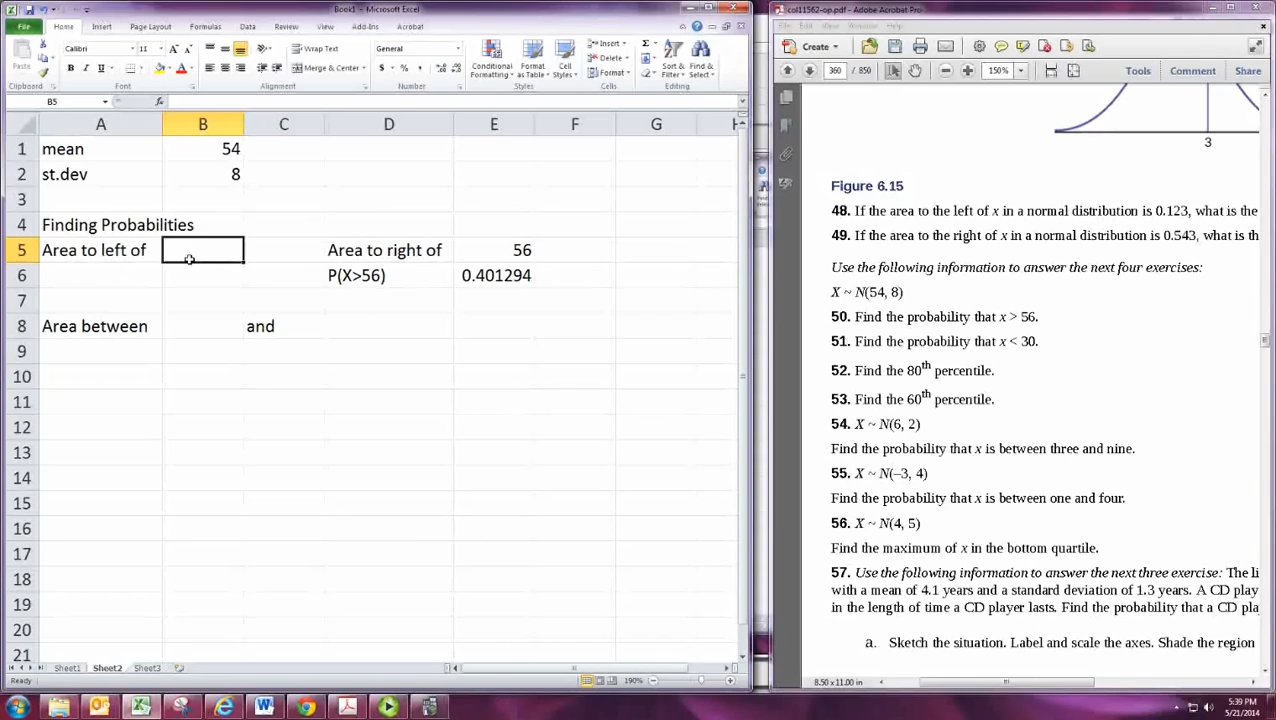 Book1 - Microsoft Excel
File Home Insert Page Layout Formulas Data Review View Add-Ins Acrobat
Calibri 11 General
Paste B I U Wrap Text Merge & Center $ % , Conditional Formatting Format as Table Cell Styles Insert Delete Format Sort & Filter Find & Select
Clipboard Font Alignment Number Styles Cells Editing
B5 fx
A B C D E F G H
1 mean 54
2 st.dev 8
3
4 Finding Probabilities
5 Area to left of Area to right of 56
6 P(X>56) 0.401294
7
8 Area between and
9
10
11
12
13
14
15
16
17
18
19
20
21
Sheet1 Sheet2 Sheet3
Ready 190%
col11562-op.pdf - Adobe Acrobat Pro
File Edit View Window Help
Create
360 / 850 150% Tools Comment Share
3
Figure 6.15
48. If the area to the left of x in a normal distribution is 0.123, what is the
49. If the area to the right of x in a normal distribution is 0.543, what is th
Use the following information to answer the next four exercises:
X ~ N(54, 8)
50. Find the probability that x > 56.
51. Find the probability that x < 30.
52. Find the 80th percentile.
53. Find the 60th percentile.
54. X ~ N(6, 2)
Find the probability that x is between three and nine.
55. X ~ N(–3, 4)
Find the probability that x is between one and four.
56. X ~ N(4, 5)
Find the maximum of x in the bottom quartile.
57. Use the following information to answer the next three exercise: The li
with a mean of 4.1 years and a standard deviation of 1.3 years. A CD play
in the length of time a CD player lasts. Find the probability that a CD pla
a. Sketch the situation. Label and scale the axes. Shade the region
8.50 x 11.00 in
5:39 PM
5/21/2014